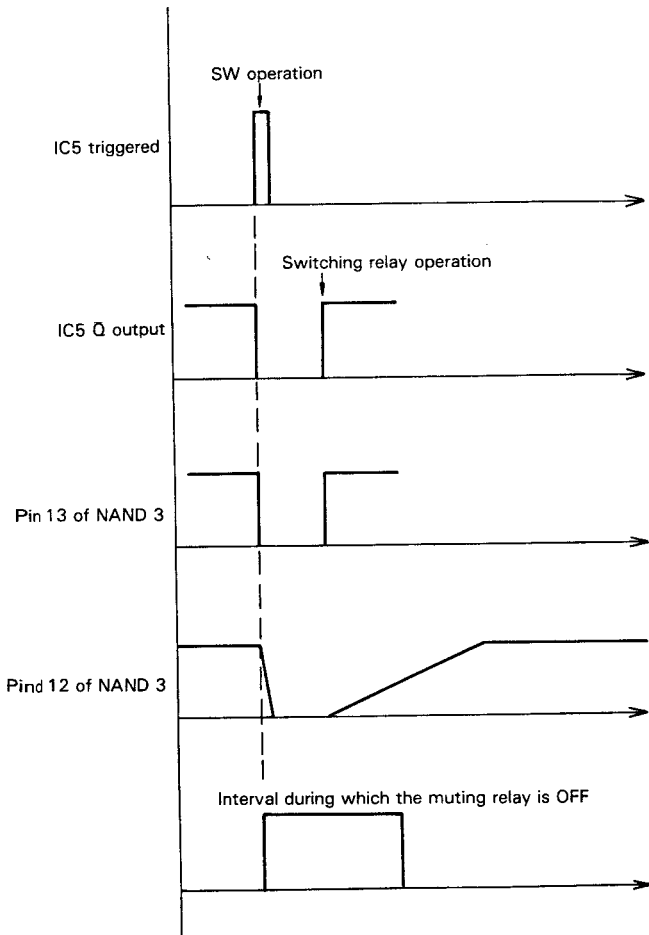 SW operation
IC5 triggered
Switching relay operation
IC5 Q̄ output
Pin 13 of NAND 3
Pind 12 of NAND 3
Interval during which the muting relay is OFF